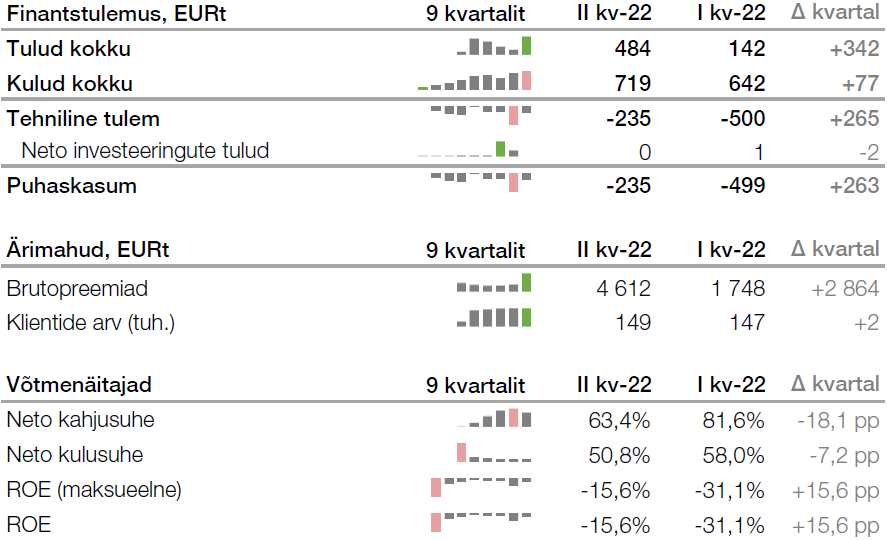 Finantstulemus, EURt 9 kvartalit II kv-22 I kv-22 Δ kvartal
Tulud kokku 484 142 +342
Kulud kokku 719 642 +77
Tehniline tulem -235 -500 +265
Neto investeeringute tulud 0 1 -2
Puhaskasum -235 -499 +263
Ärimahud, EURt 9 kvartalit II kv-22 I kv-22 Δ kvartal
Brutopreemiad 4 612 1 748 +2 864
Klientide arv (tuh.) 149 147 +2
Võtmenäitajad 9 kvartalit II kv-22 I kv-22 Δ kvartal
Neto kahjusuhe 63,4% 81,6% -18,1 pp
Neto kulusuhe 50,8% 58,0% -7,2 pp
ROE (maksueelne) -15,6% -31,1% +15,6 pp
ROE -15,6% -31,1% +15,6 pp